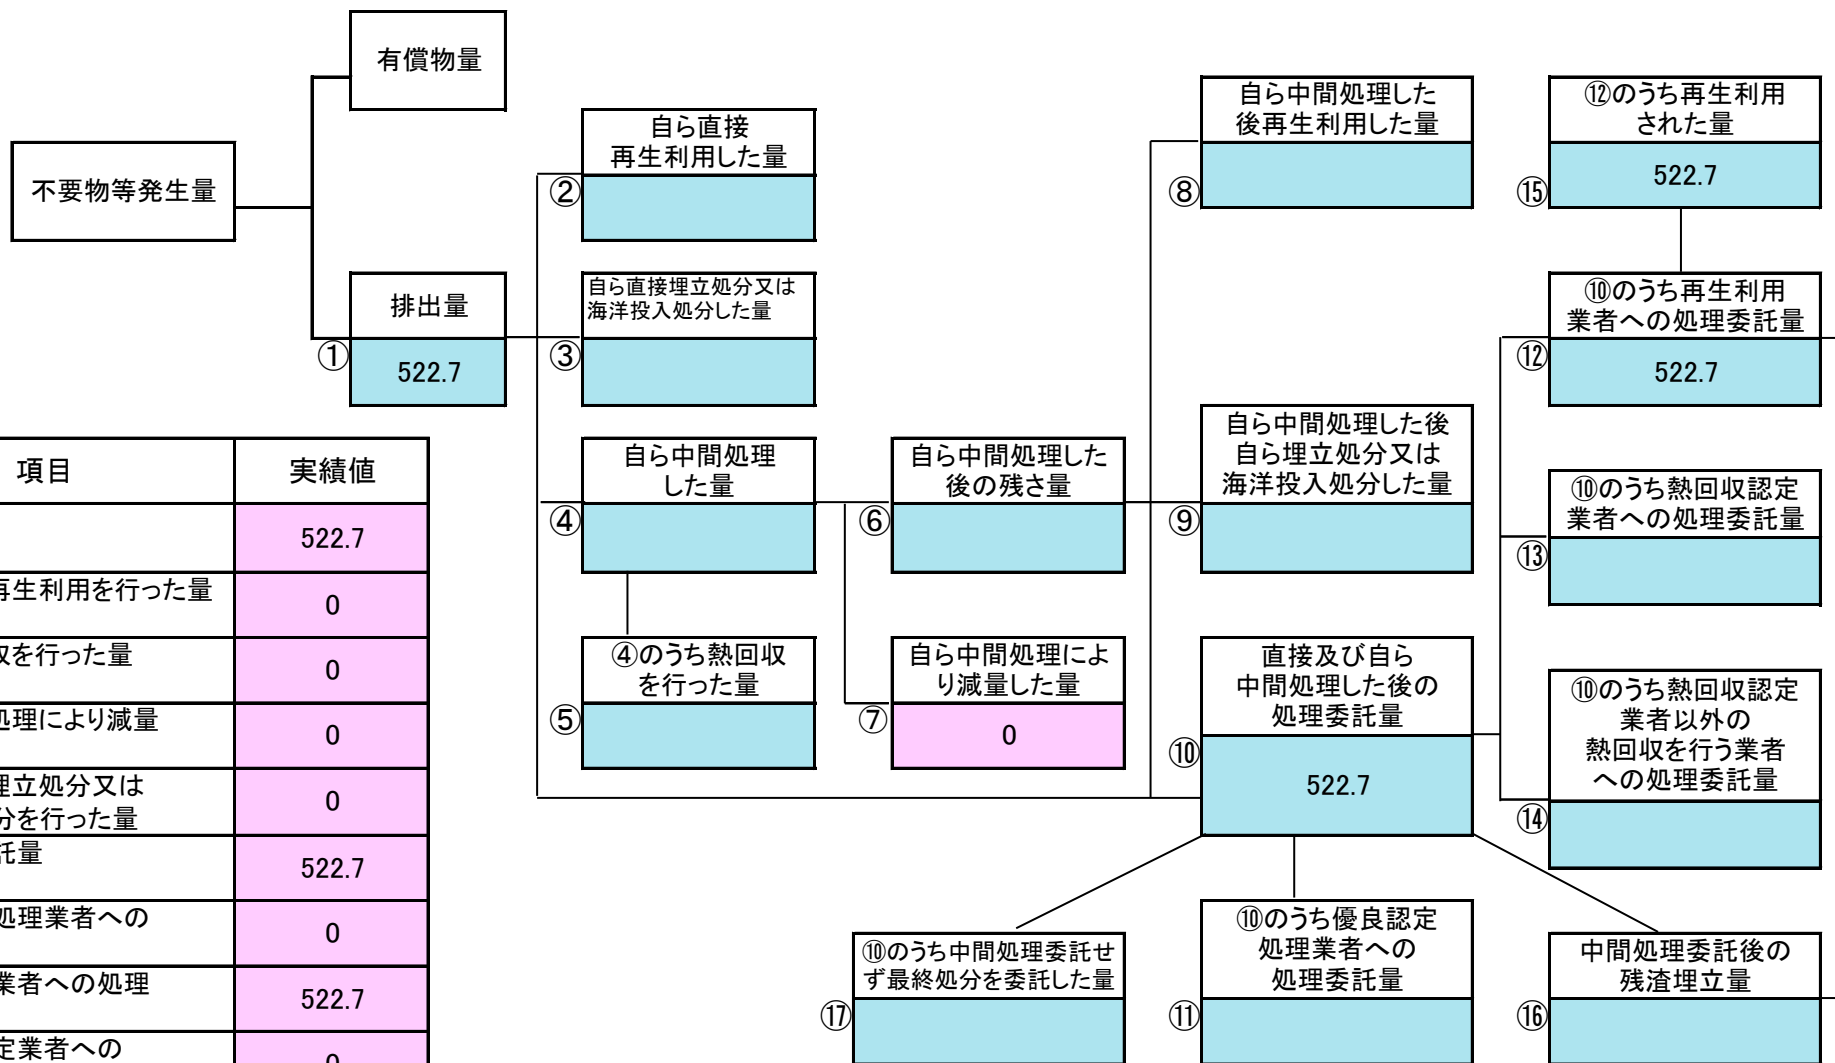 有償物量
不要物等発生量
排出量
①
522.7
自ら直接
再生利用した量
②
自ら直接埋立処分又は
海洋投入処分した量
③
自ら中間処理
した量
④
④のうち熱回収
を行った量
⑤
自ら中間処理した
後の残さ量
⑥
自ら中間処理によ
り減量した量
⑦
0
自ら中間処理した
後再生利用した量
⑧
自ら中間処理した後
自ら埋立処分又は
海洋投入処分した量
⑨
直接及び自ら
中間処理した後の
処理委託量
⑩
522.7
⑫のうち再生利用
された量
⑮
522.7
⑩のうち再生利用
業者への処理委託量
⑫
522.7
⑩のうち熱回収認定
業者への処理委託量
⑬
⑩のうち熱回収認定
業者以外の
熱回収を行う業者
への処理委託量
⑭
⑩のうち中間処理委託せ
ず最終処分を委託した量
⑰
⑩のうち優良認定
処理業者への
処理委託量
⑪
中間処理委託後の
残渣埋立量
⑯
項目 実績値
522.7
再生利用を行った量 0
を行った量 0
処理により減量 0
埋立処分又は
分を行った量 0
託量 522.7
処理業者への 0
業者への処理 522.7
定業者への 0